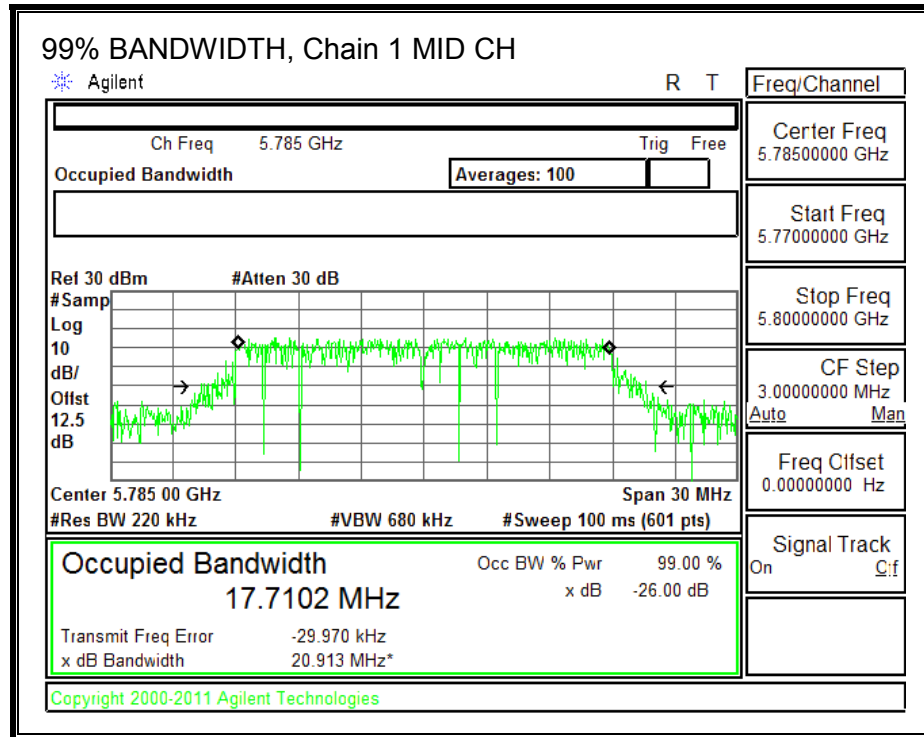 99% BANDWIDTH, Chain 1 MID CH
Agilent R T
Ch Freq 5.785 GHz Trig Free
Occupied Bandwidth Averages: 100
Ref 30 dBm #Atten 30 dB
#Samp
Log
10
dB/
Offst
12.5
dB
Center 5.785 00 GHz Span 30 MHz
#Res BW 220 kHz #VBW 680 kHz #Sweep 100 ms (601 pts)
Occupied Bandwidth Occ BW % Pwr 99.00 %
17.7102 MHz x dB -26.00 dB
Transmit Freq Error -29.970 kHz
x dB Bandwidth 20.913 MHz*
Copyright 2000-2011 Agilent Technologies
Freq/Channel
Center Freq
5.78500000 GHz
Start Freq
5.77000000 GHz
Stop Freq
5.80000000 GHz
CF Step
3.00000000 MHz
Auto Man
Freq Offset
0.00000000 Hz
Signal Track
On Off